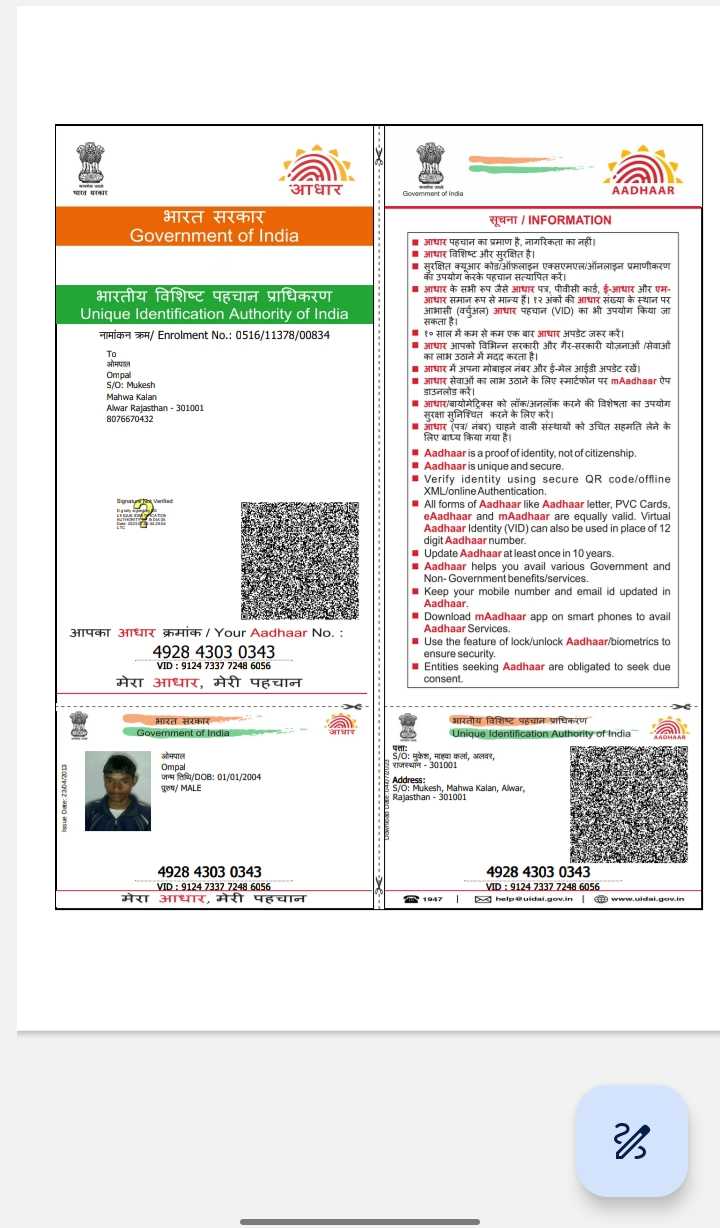 भारत सरकार
आधार
भारत सरकार
Government of India
भारतीय विशिष्ट पहचान प्राधिकरण
Unique Identification Authority of India
नामांकन क्रम/ Enrolment No.: 0516/11378/00834
To
ओमपाल
Ompal
S/O: Mukesh
Mahwa Kalan
Alwar Rajasthan - 301001
8076670432
Signature Not Verified
आपका आधार क्रमांक / Your Aadhaar No. :
4928 4303 0343
VID : 9124 7337 7248 6056
मेरा आधार, मेरी पहचान
Government of India
AADHAAR
सूचना / INFORMATION
आधार पहचान का प्रमाण है, नागरिकता का नहीं।
आधार विशिष्ट और सुरक्षित है।
सुरक्षित क्यूआर कोड/ऑफ़लाइन एक्सएमएल/ऑनलाइन प्रमाणीकरण
का उपयोग करके पहचान सत्यापित करें।
आधार के सभी रूप जैसे आधार पत्र, पीवीसी कार्ड, ई-आधार और एम-
आधार समान रूप से मान्य हैं। १२ अंकों की आधार संख्या के स्थान पर
आभासी (वर्चुअल) आधार पहचान (VID) का भी उपयोग किया जा
सकता है।
१० साल में कम से कम एक बार आधार अपडेट जरूर करें।
आधार आपको विभिन्न सरकारी और गैर-सरकारी योजनाओं /सेवाओं
का लाभ उठाने में मदद करता है।
आधार में अपना मोबाइल नंबर और ई-मेल आईडी अपडेट रखें।
आधार सेवाओं का लाभ उठाने के लिए स्मार्टफोन पर mAadhaar ऐप
डाउनलोड करें।
आधार/बायोमेट्रिक्स को लॉक/अनलॉक करने की विशेषता का उपयोग
सुरक्षा सुनिश्चित करने के लिए करें।
आधार (पत्र/ नंबर) चाहने वाली संस्थायों को उचित सहमति लेने के
लिए बाध्य किया गया है।
Aadhaar is a proof of identity, not of citizenship.
Aadhaar is unique and secure.
Verify identity using secure QR code/offline
XML/online Authentication.
All forms of Aadhaar like Aadhaar letter, PVC Cards,
eAadhaar and mAadhaar are equally valid. Virtual
Aadhaar Identity (VID) can also be used in place of 12
digit Aadhaar number.
Update Aadhaar at least once in 10 years.
Aadhaar helps you avail various Government and
Non- Government benefits/services.
Keep your mobile number and email id updated in
Aadhaar.
Download mAadhaar app on smart phones to avail
Aadhaar Services.
Use the feature of lock/unlock Aadhaar/biometrics to
ensure security.
Entities seeking Aadhaar are obligated to seek due
consent.
भारत सरकार
Government of India
आधार
Issue Date: 23/04/2013
ओमपाल
Ompal
जन्म तिथि/DOB: 01/01/2004
पुरुष/ MALE
4928 4303 0343
VID : 9124 7337 7248 6056
मेरा आधार, मेरी पहचान
भारतीय विशिष्ट पहचान प्राधिकरण
Unique Identification Authority of India
AADHAAR
पता:
S/O: मुकेश, माहवा कलां, अलवर,
राजस्थान - 301001
Address:
S/O: Mukesh, Mahwa Kalan, Alwar,
Rajasthan - 301001
4928 4303 0343
VID : 9124 7337 7248 6056
1947 | help@uidai.gov.in | www.uidai.gov.in